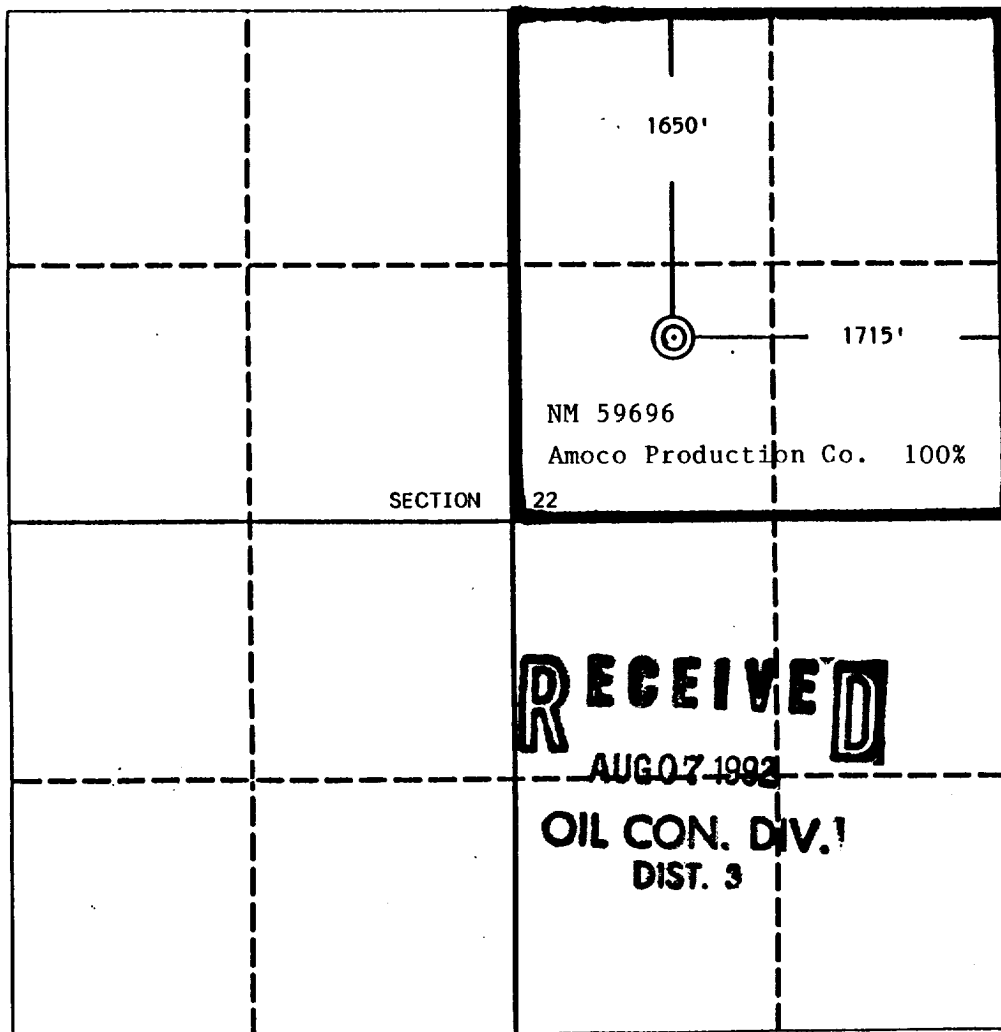 1650'
1715'
NM 59696
Amoco Production Co. 100%
SECTION 22
RECEIVED
AUG 07 1992
OIL CON. DIV.
DIST. 3